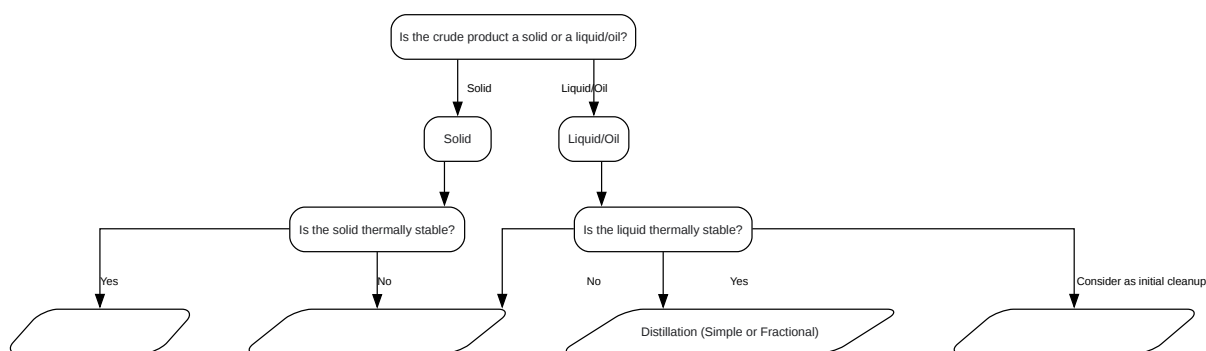 Is the crude product a solid or a liquid/oil?
Solid
Liquid/Oil
Solid
Liquid/Oil
Is the solid thermally stable?
Is the liquid thermally stable?
Yes
No
No
Yes
Consider as initial cleanup
Distillation (Simple or Fractional)